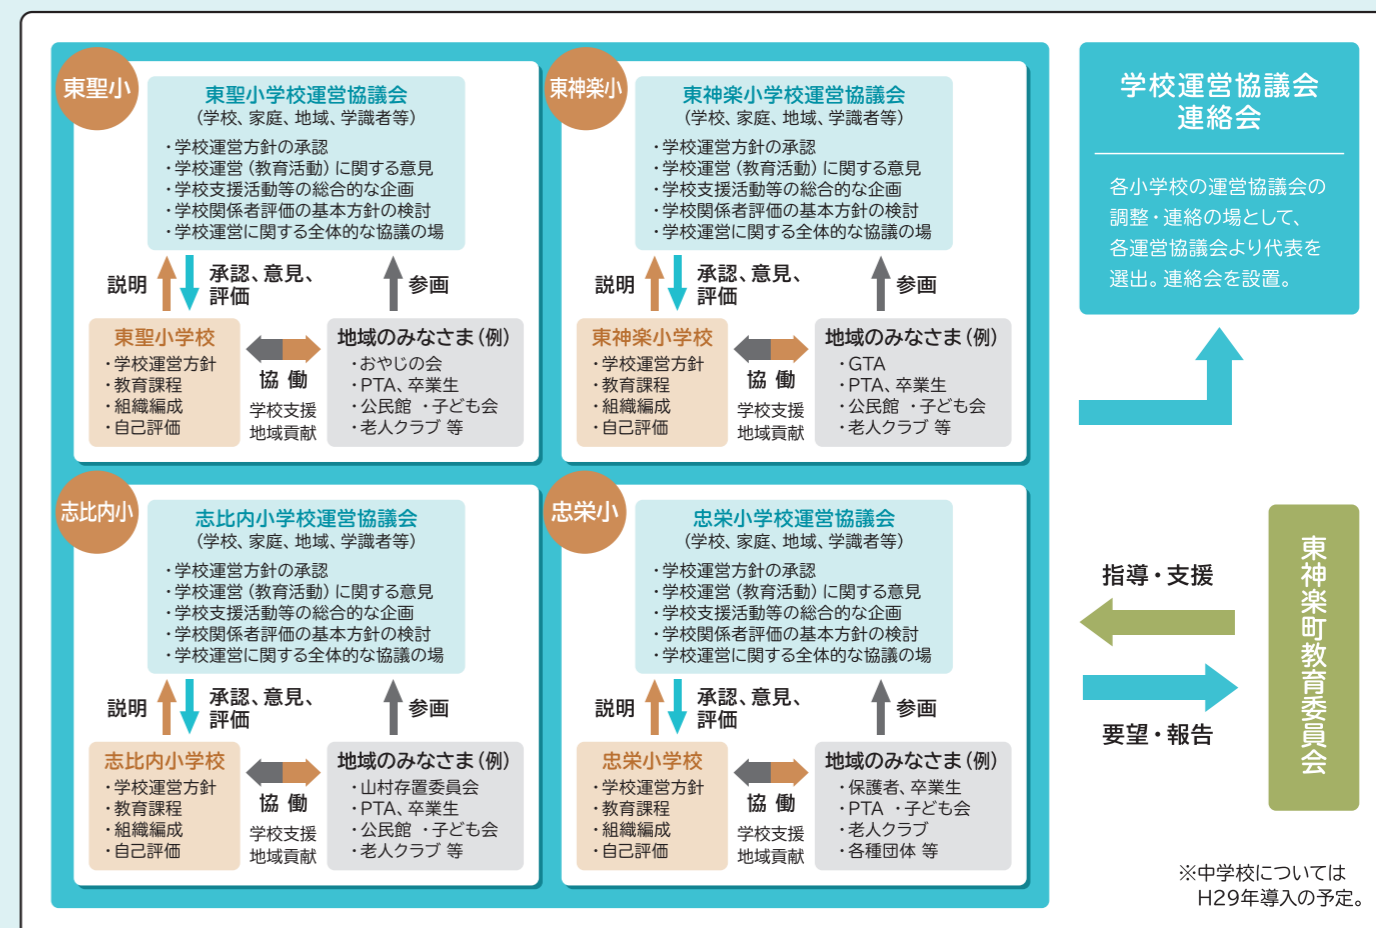 東聖小
東聖小学校運営協議会
(学校、家庭、地域、学識者等)
・学校運営方針の承認
・学校運営(教育活動)に関する意見
・学校支援活動等の総合的な企画
・学校関係者評価の基本方針の検討
・学校運営に関する全体的な協議の場
説明
承認、意見、
評価
参画
東聖小学校
・学校運営方針
・教育課程
・組織編成
・自己評価
協 働
学校支援
地域貢献
地域のみなさま(例)
・おやじの会
・PTA、卒業生
・公民館 ・子ども会
・老人クラブ 等
東神楽小
東神楽小学校運営協議会
(学校、家庭、地域、学識者等)
・学校運営方針の承認
・学校運営(教育活動)に関する意見
・学校支援活動等の総合的な企画
・学校関係者評価の基本方針の検討
・学校運営に関する全体的な協議の場
説明
承認、意見、
評価
参画
東神楽小学校
・学校運営方針
・教育課程
・組織編成
・自己評価
協 働
学校支援
地域貢献
地域のみなさま(例)
・GTA
・PTA、卒業生
・公民館 ・子ども会
・老人クラブ 等
志比内小
志比内小学校運営協議会
(学校、家庭、地域、学識者等)
・学校運営方針の承認
・学校運営(教育活動)に関する意見
・学校支援活動等の総合的な企画
・学校関係者評価の基本方針の検討
・学校運営に関する全体的な協議の場
説明
承認、意見、
評価
参画
志比内小学校
・学校運営方針
・教育課程
・組織編成
・自己評価
協 働
学校支援
地域貢献
地域のみなさま(例)
・山村存置委員会
・PTA、卒業生
・公民館 ・子ども会
・老人クラブ 等
忠栄小
忠栄小学校運営協議会
(学校、家庭、地域、学識者等)
・学校運営方針の承認
・学校運営(教育活動)に関する意見
・学校支援活動等の総合的な企画
・学校関係者評価の基本方針の検討
・学校運営に関する全体的な協議の場
説明
承認、意見、
評価
参画
忠栄小学校
・学校運営方針
・教育課程
・組織編成
・自己評価
協 働
学校支援
地域貢献
地域のみなさま(例)
・保護者、卒業生
・PTA ・子ども会
・老人クラブ
・各種団体 等
学校運営協議会
連絡会
各小学校の運営協議会の
調整・連絡の場として、
各運営協議会より代表を
選出。連絡会を設置。
指導・支援
要望・報告
東神楽町教育委員会
※中学校については
H29年導入の予定。